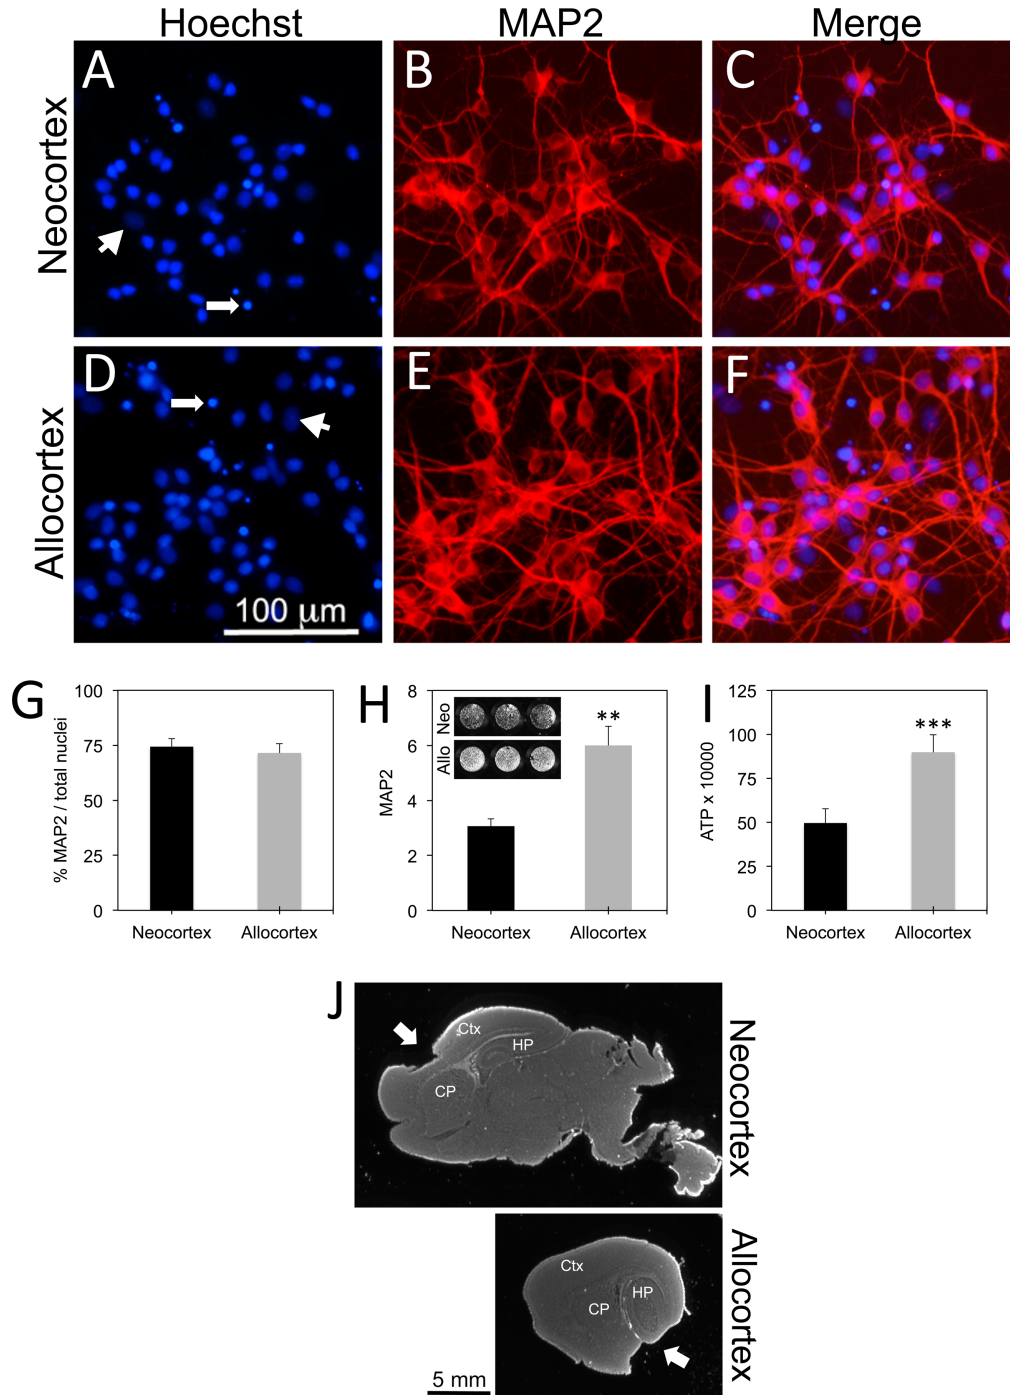 Hoechst
MAP2
Merge
Neocortex
A
B
C
Allocortex
D
E
F
100 μm
G
% MAP2 / total nuclei
100
75
50
25
0
Neocortex
Allocortex
H
MAP2
8
6
4
2
0
Neo
Allo
**
Neocortex
Allocortex
I
ATP x 10000
125
100
75
50
25
0
***
Neocortex
Allocortex
J
Ctx
HP
CP
Neocortex
Ctx
HP
CP
Allocortex
5 mm